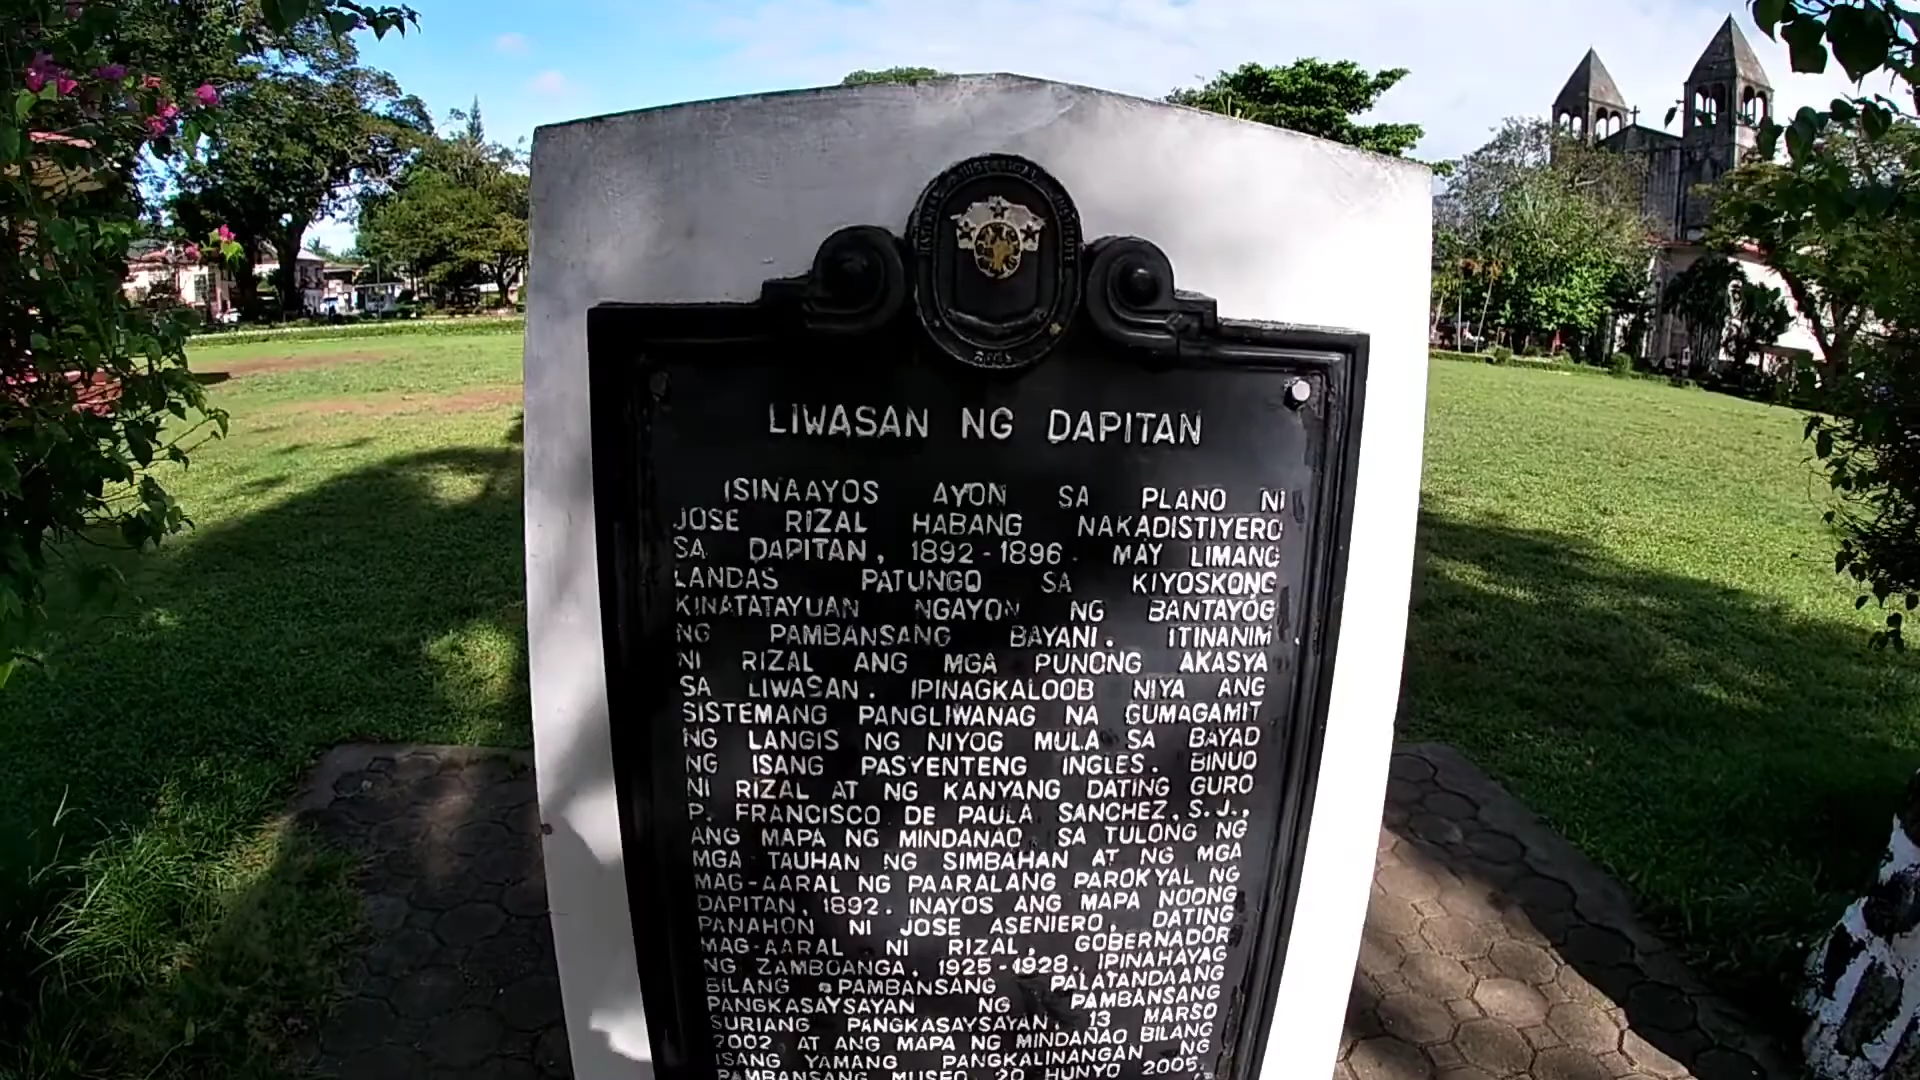 2005
LIWASAN NG DAPITAN
ISINAAYOS AYON SA PLANO NI
JOSE RIZAL HABANG NAKADISTIYERO
SA DAPITAN, 1892-1896. MAY LIMANG
LANDAS PATUNGO SA KIYOSKONG
KINATATAYUAN NGAYON NG BANTAYOG
NG PAMBANSANG BAYANI. ITINANIM
NI RIZAL ANG MGA PUNONG AKASYA
SA LIWASAN. IPINAGKALOOB NIYA ANG
SISTEMANG PANGLIWANAG NA GUMAGAMIT
NG LANGIS NG NIYOG MULA SA BAYAD
NG ISANG PASYENTENG INGLES. BINUO
NI RIZAL AT NG KANYANG DATING GURO
P. FRANCISCO DE PAULA SANCHEZ, S.J.,
ANG MAPA NG MINDANAO SA TULONG NG
MGA TAUHAN NG SIMBAHAN AT NG MGA
MAG-AARAL NG PAARALANG PAROKYAL NG
DAPITAN, 1892. INAYOS ANG MAPA NOONG
PANAHON NI JOSE ASENIERO, DATING
MAG-AARAL NI RIZAL, GOBERNADOR
NG ZAMBOANGA, 1925-1928. IPINAHAYAG
BILANG PAMBANSANG PALATANDAANG
PANGKASAYSAYAN NG PAMBANSANG
SURIANG PANGKASAYSAYAN, 13 MARSO
2002 AT ANG MAPA NG MINDANAO BILANG
ISANG YAMANG PANGKALINANGAN NG
PAMBANSANG MUSEO, 20 HUNYO 2005.